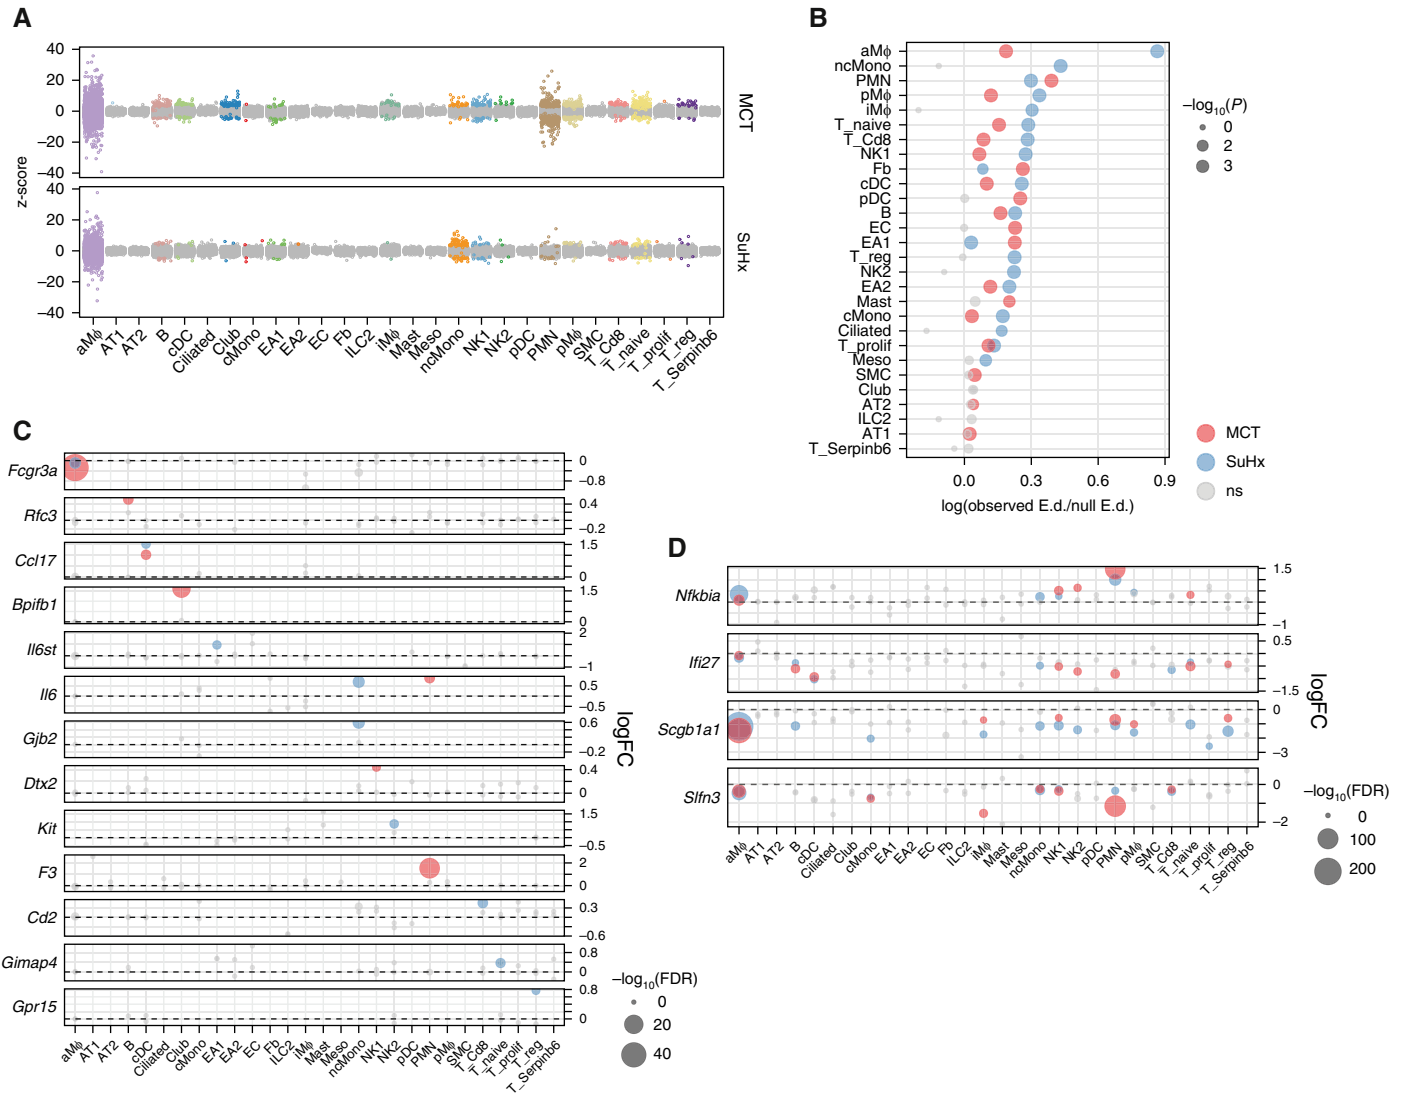 A
z-score
40
20
0
−20
−40
MCT
40
20
0
−20
−40
SuHx
aMϕ
AT1
AT2
B
cDC
Ciliated
Club
cMono
EA1
EA2
EC
Fb
ILC2
iMϕ
Mast
Meso
ncMono
NK1
NK2
pDC
PMN
pMϕ
SMC
T_Cd8
T_naive
T_prolif
T_reg
T_Serpinb6
B
aMϕ
ncMono
PMN
pMϕ
iMϕ
T_naive
T_Cd8
NK1
Fb
cDC
pDC
B
EC
EA1
T_reg
NK2
EA2
Mast
cMono
Ciliated
T_prolif
Meso
SMC
Club
AT2
ILC2
AT1
T_Serpinb6
0.0
0.3
0.6
0.9
log(observed E.d./null E.d.)
−log10(P)
0
2
3
MCT
SuHx
ns
C
Fcgr3a
0
−0.8
Rfc3
0.4
−0.2
Ccl17
1.5
0
Bpifb1
1.5
0
Il6st
2
−1
Il6
0.5
−0.5
Gjb2
0.6
−0.2
Dtx2
0.4
0
Kit
1.5
−0.5
F3
2
0
Cd2
0.3
−0.6
Gimap4
0.8
0
Gpr15
0.8
0
logFC
aMϕ
AT1
AT2
B
cDC
Ciliated
Club
cMono
EA1
EA2
EC
Fb
ILC2
iMϕ
Mast
Meso
ncMono
NK1
NK2
pDC
PMN
pMϕ
SMC
T_Cd8
T_naive
T_prolif
T_reg
T_Serpinb6
−log10(FDR)
0
20
40
D
Nfkbia
1.5
−1
Ifi27
0.5
−1.5
Scgb1a1
0
−3
Slfn3
0
−2
logFC
aMϕ
AT1
AT2
B
cDC
Ciliated
Club
cMono
EA1
EA2
EC
Fb
ILC2
iMϕ
Mast
Meso
ncMono
NK1
NK2
pDC
PMN
pMϕ
SMC
T_Cd8
T_naive
T_prolif
T_reg
T_Serpinb6
−log10(FDR)
0
100
200